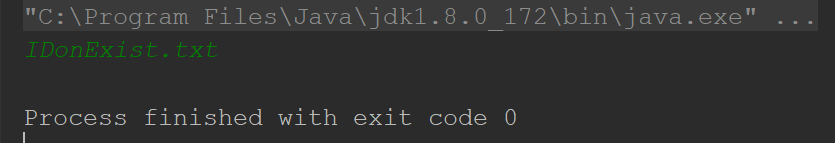 "C:\Program Files\Java\jdk1.8.0_172\bin\java.exe" ...
IDonExist.txt
Process finished with exit code 0